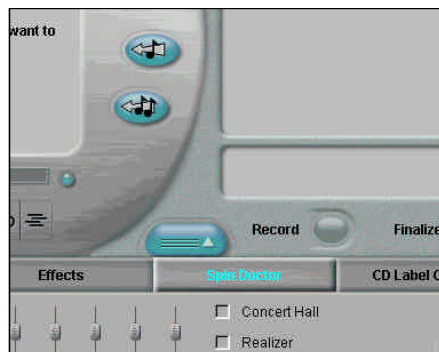 want to
Record Finalize
Effects Spin Doctor CD Label
Concert Hall
Realizer